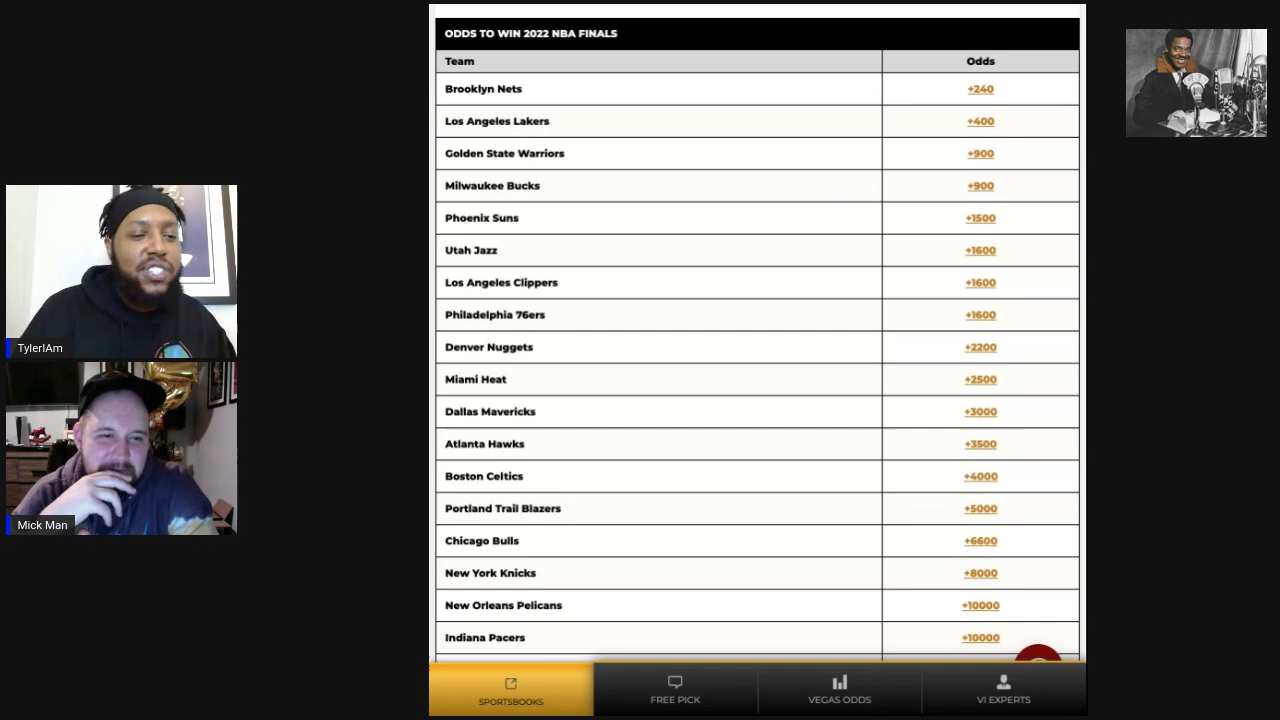 ODDS TO WIN 2022 NBA FINALS
Team Odds
Brooklyn Nets +240
Los Angeles Lakers +400
Golden State Warriors +900
Milwaukee Bucks +900
Phoenix Suns +1500
Utah Jazz +1600
Los Angeles Clippers +1600
Philadelphia 76ers +1600
Denver Nuggets +2200
Miami Heat +2500
Dallas Mavericks +3000
Atlanta Hawks +3500
Boston Celtics +4000
Portland Trail Blazers +5000
Chicago Bulls +6600
New York Knicks +8000
New Orleans Pelicans +10000
Indiana Pacers +10000
SPORTSBOOKS FREE PICK VEGAS ODDS VI EXPERTS
TylerIAm
Mick Man